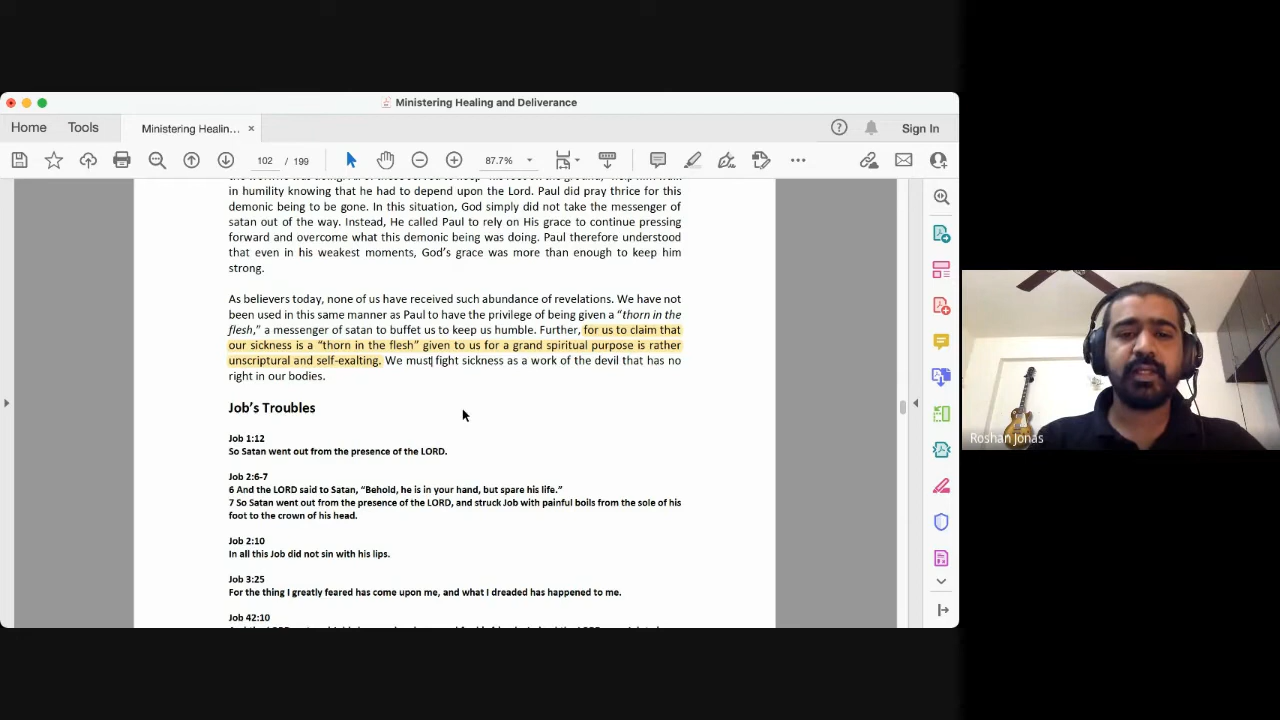 Ministering Healing and Deliverance
Home Tools Ministering Healin... × Sign In
102 / 199 87.7%
in humility knowing that he had to depend upon the Lord. Paul did pray thrice for this
demonic being to be gone. In this situation, God simply did not take the messenger of
satan out of the way. Instead, He called Paul to rely on His grace to continue pressing
forward and overcome what this demonic being was doing. Paul therefore understood
that even in his weakest moments, God's grace was more than enough to keep him
strong.
As believers today, none of us have received such abundance of revelations. We have not
been used in this same manner as Paul to have the privilege of being given a “thorn in the
flesh,” a messenger of satan to buffet us to keep us humble. Further, for us to claim that
our sickness is a “thorn in the flesh” given to us for a grand spiritual purpose is rather
unscriptural and self-exalting. We must fight sickness as a work of the devil that has no
right in our bodies.
Job's Troubles
Job 1:12
So Satan went out from the presence of the LORD.
Job 2:6-7
6 And the LORD said to Satan, “Behold, he is in your hand, but spare his life.”
7 So Satan went out from the presence of the LORD, and struck Job with painful boils from the sole of his
foot to the crown of his head.
Job 2:10
In all this Job did not sin with his lips.
Job 3:25
For the thing I greatly feared has come upon me, and what I dreaded has happened to me.
Job 42:10
Roshan Jonas